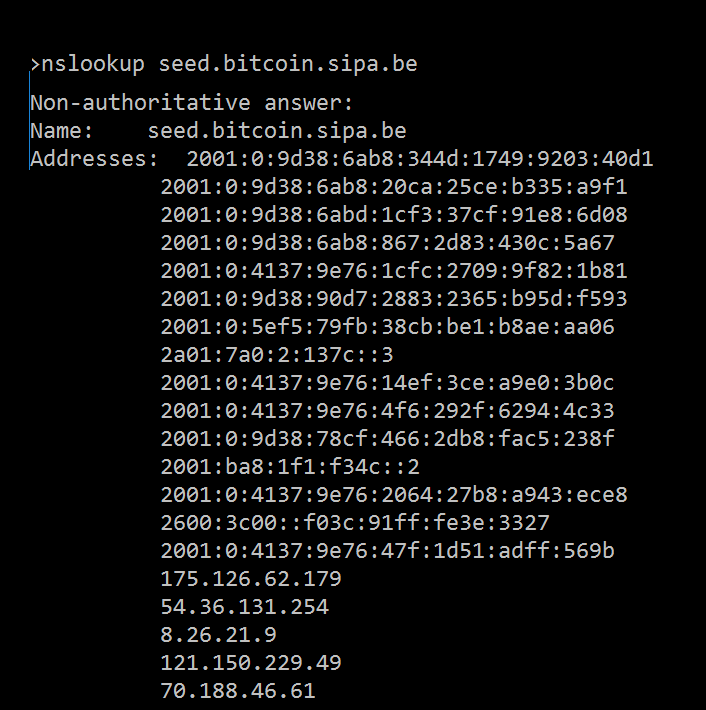 >nslookup seed.bitcoin.sipa.be
Non-authoritative answer:
Name:    seed.bitcoin.sipa.be
Addresses:  2001:0:9d38:6ab8:344d:1749:9203:40d1
2001:0:9d38:6ab8:20ca:25ce:b335:a9f1
2001:0:9d38:6abd:1cf3:37cf:91e8:6d08
2001:0:9d38:6ab8:867:2d83:430c:5a67
2001:0:4137:9e76:1cfc:2709:9f82:1b81
2001:0:9d38:90d7:2883:2365:b95d:f593
2001:0:5ef5:79fb:38cb:be1:b8ae:aa06
2a01:7a0:2:137c::3
2001:0:4137:9e76:14ef:3ce:a9e0:3b0c
2001:0:4137:9e76:4f6:292f:6294:4c33
2001:0:9d38:78cf:466:2db8:fac5:238f
2001:ba8:1f1:f34c::2
2001:0:4137:9e76:2064:27b8:a943:ece8
2600:3c00::f03c:91ff:fe3e:3327
2001:0:4137:9e76:47f:1d51:adff:569b
175.126.62.179
54.36.131.254
8.26.21.9
121.150.229.49
70.188.46.61